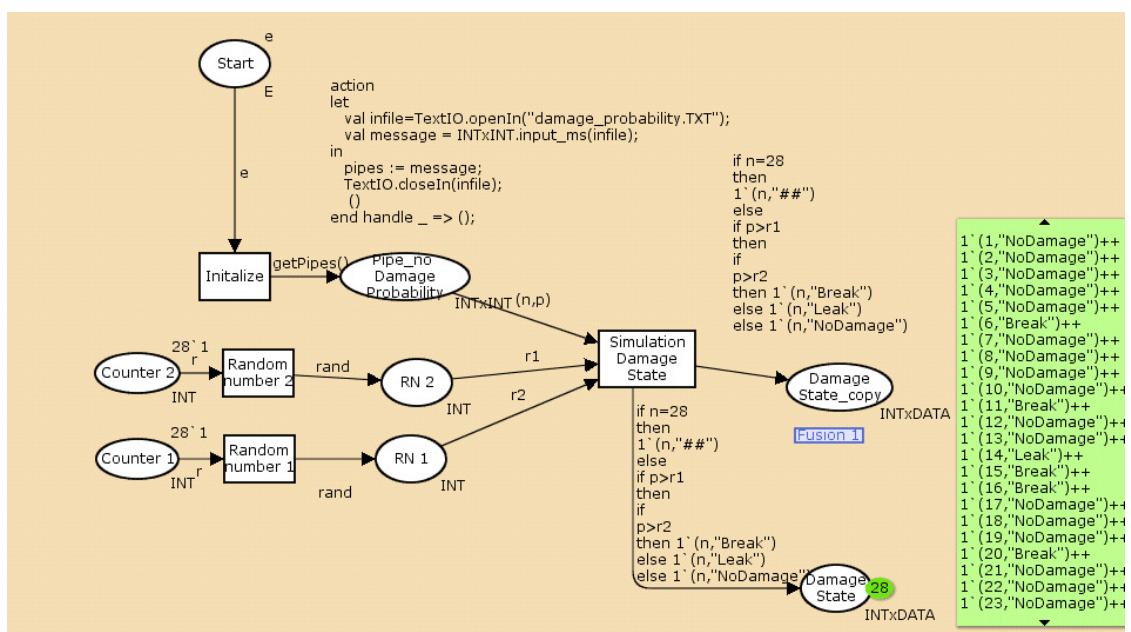 e
Start
E
action
let
val infile=TextIO.openIn("damage_probability.TXT");
val message = INTxINT.input_ms(infile);
in
pipes := message;
TextIO.closeIn(infile);
()
end handle _ => ();
e
Initalize
getPipes()
Pipe_no
Damage
Probability
INTxINT
(n,p)
if n=28
then
1`(n,"##")
else
if p>r1
then
if
p>r2
then 1`(n,"Break")
else 1`(n,"Leak")
else 1`(n,"NoDamage")
Simulation
Damage
State
Counter 2
28`1
r
INT
Random
number 2
rand
RN 2
INT
r1
r2
Counter 1
28`1
r
INT
Random
number 1
rand
RN 1
INT
Damage
State_copy
INTxDATA
Fusion 1
if n=28
then
1`(n,"##")
else
if p>r1
then
if
p>r2
then 1`(n,"Break")
else 1`(n,"Leak")
else 1`(n,"NoDamage"
Damage
State
28
INTxDATA
1`(1,"NoDamage")++
1`(2,"NoDamage")++
1`(3,"NoDamage")++
1`(4,"NoDamage")++
1`(5,"NoDamage")++
1`(6,"Break")++
1`(7,"NoDamage")++
1`(8,"NoDamage")++
1`(9,"NoDamage")++
1`(10,"NoDamage")++
1`(11,"Break")++
1`(12,"NoDamage")++
1`(13,"NoDamage")++
1`(14,"Leak")++
1`(15,"Break")++
1`(16,"Break")++
1`(17,"NoDamage")++
1`(18,"NoDamage")++
1`(19,"NoDamage")++
1`(20,"Break")++
1`(21,"NoDamage")++
1`(22,"NoDamage")++
1`(23,"NoDamage")++